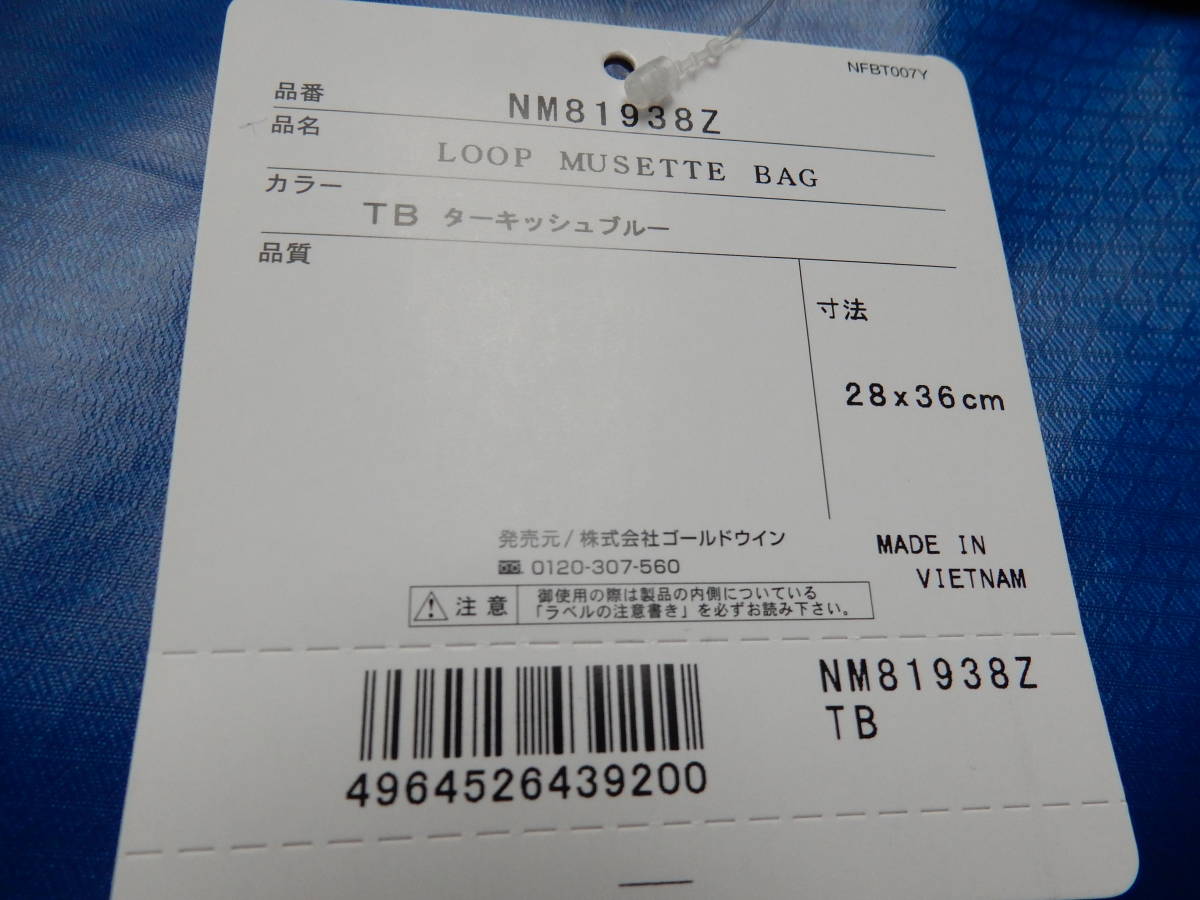 NFBT007Y
品番 NM81938Z
品名 LOOP MUSETTE BAG
カラー TB ターキッシュブルー
品質
寸法
28x36cm
発売元/株式会社ゴールドウイン
0120-307-560
MADE IN
VIETNAM
注意
御使用の際は製品の内側についている
「ラベルの注意書き」を必ずお読み下さい。
NM81938Z
TB
4964526439200